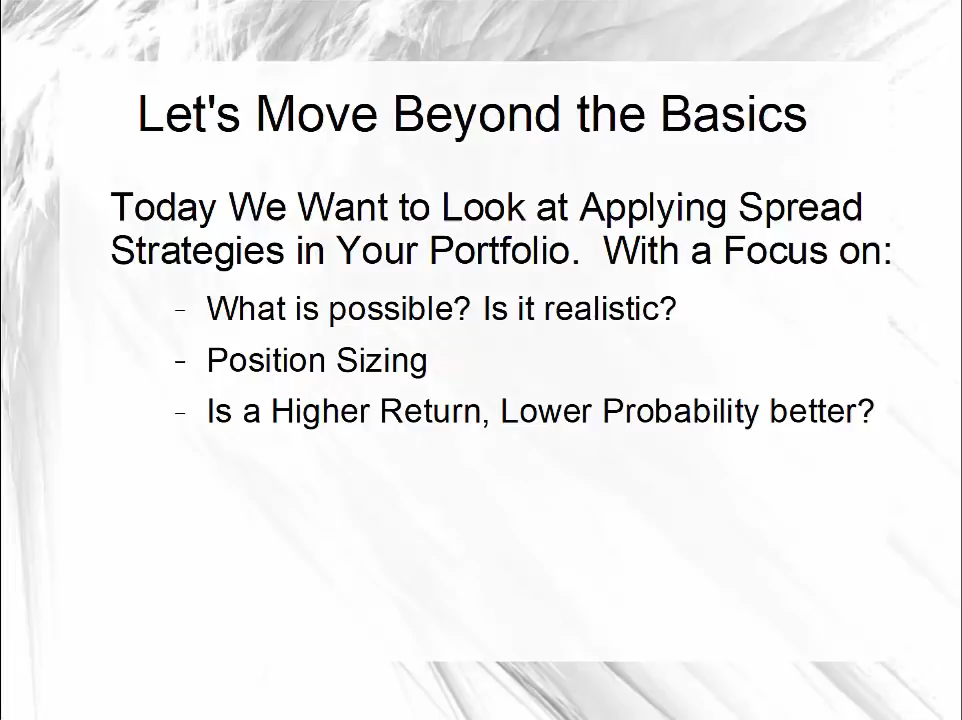 Let's Move Beyond the Basics
Today We Want to Look at Applying Spread
Strategies in Your Portfolio.  With a Focus on:
– What is possible? Is it realistic?
– Position Sizing
– Is a Higher Return, Lower Probability better?